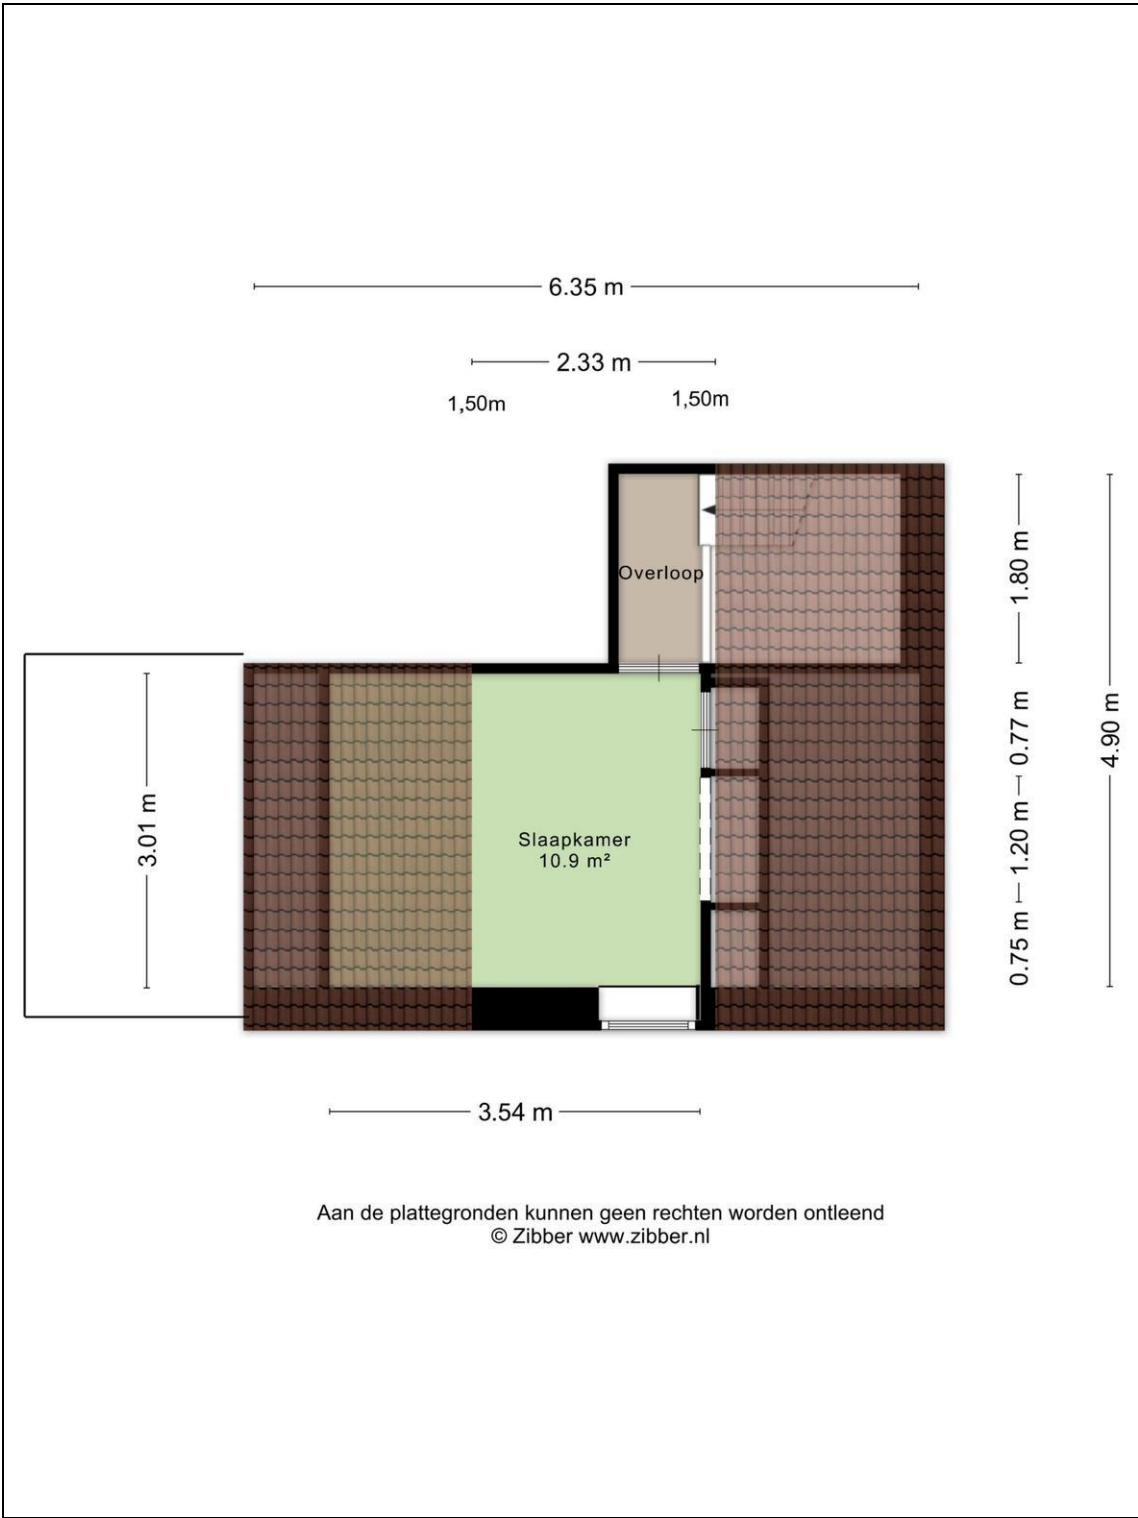 6.35 m
2.33 m
1,50m
1,50m
Overloop
1.80 m
0.77 m
4.90 m
3.01 m
Slaapkamer
10.9 m²
1.20 m
0.75 m
3.54 m
Aan de plattegronden kunnen geen rechten worden ontleend
© Zibber www.zibber.nl